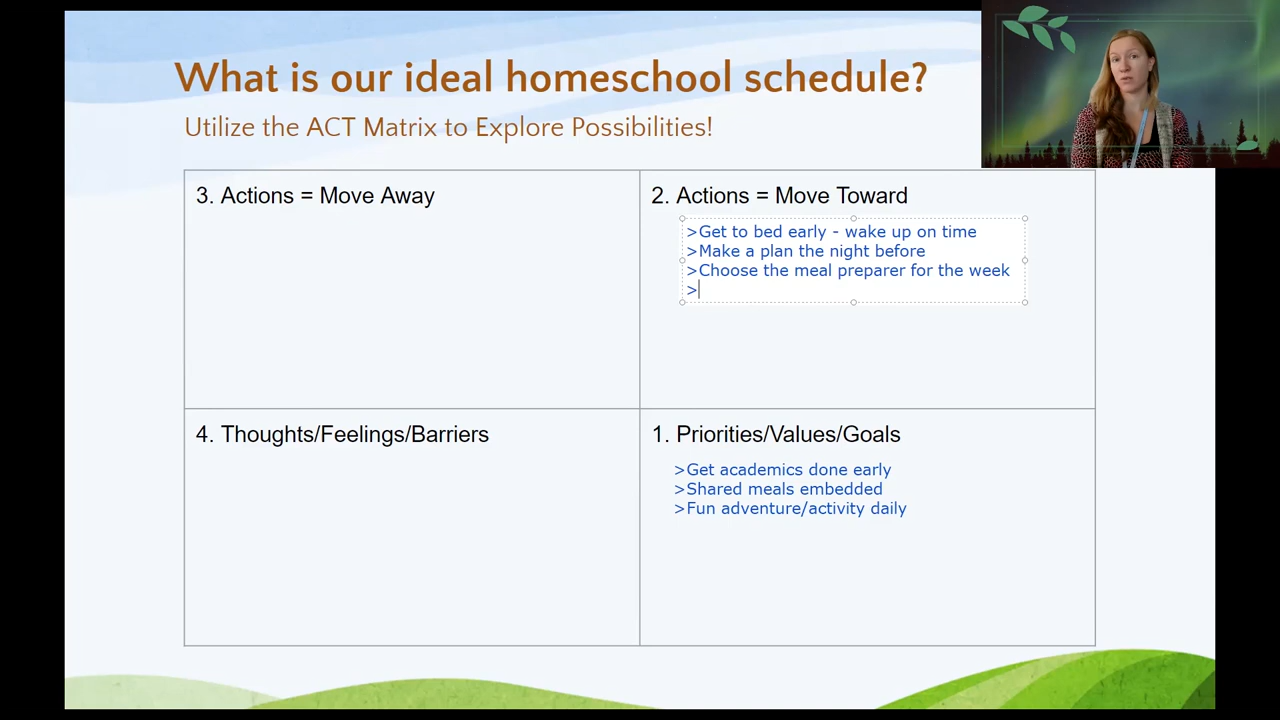 What is our ideal homeschool schedule?
Utilize the ACT Matrix to Explore Possibilities!
3. Actions = Move Away
2. Actions = Move Toward
>Get to bed early - wake up on time
>Make a plan the night before
>Choose the meal preparer for the week
>
4. Thoughts/Feelings/Barriers
1. Priorities/Values/Goals
>Get academics done early
>Shared meals embedded
>Fun adventure/activity daily